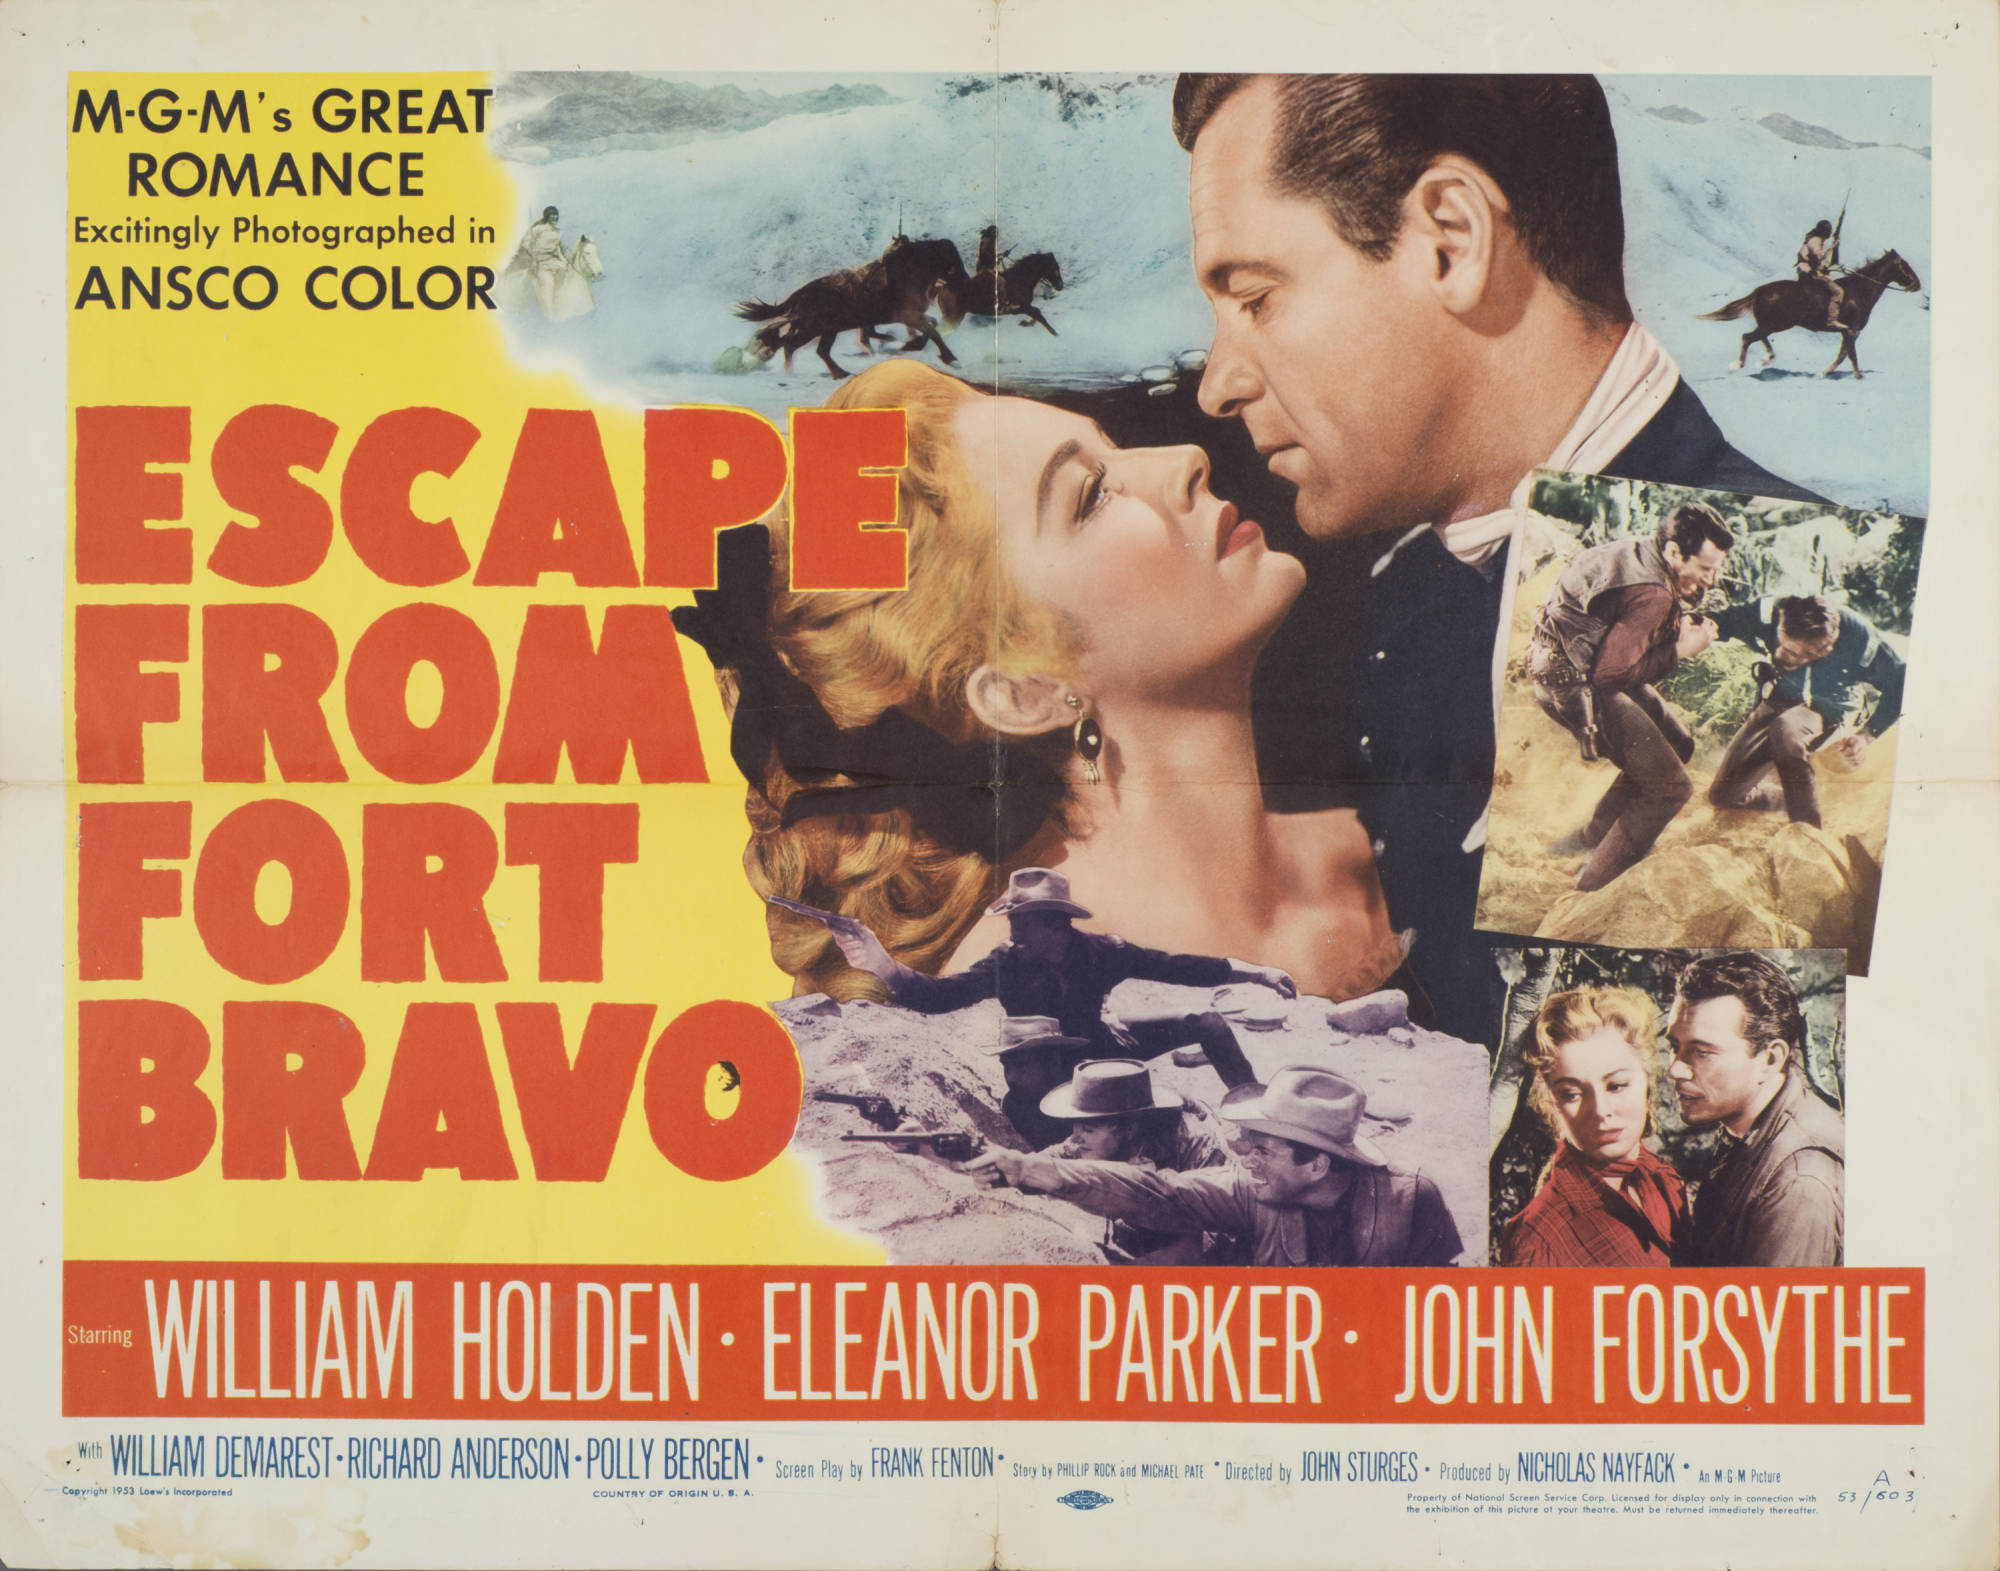 M-G-M's GREAT
ROMANCE
Excitingly Photographed in
ANSCO COLOR
ESCAPE
FROM
FORT
BRAVO
Starring WILLIAM HOLDEN · ELEANOR PARKER · JOHN FORSYTHE
With WILLIAM DEMAREST · RICHARD ANDERSON · POLLY BERGEN · Screen Play by FRANK FENTON · Story by PHILLIP ROCK and MICHAEL PATE · Directed by JOHN STURGES · Produced by NICHOLAS NAYFACK · An M-G-M Picture
Copyright 1953 Loew's Incorporated
COUNTRY OF ORIGIN U. S. A.
Property of National Screen Service Corp. Licensed for display only in connection with
the exhibition of this picture at your theatre. Must be returned immediately thereafter.
A
53/603